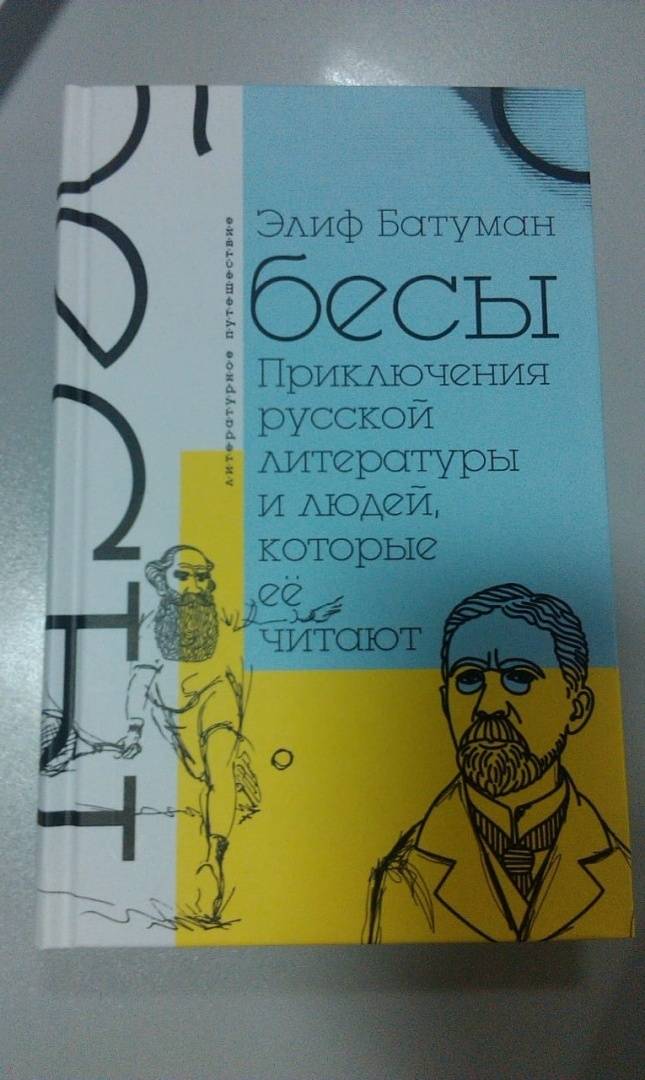 Элиф Батуман
бесы
Приключения
русской
литературы
и людей,
которые
её
читают
литературное путешествие